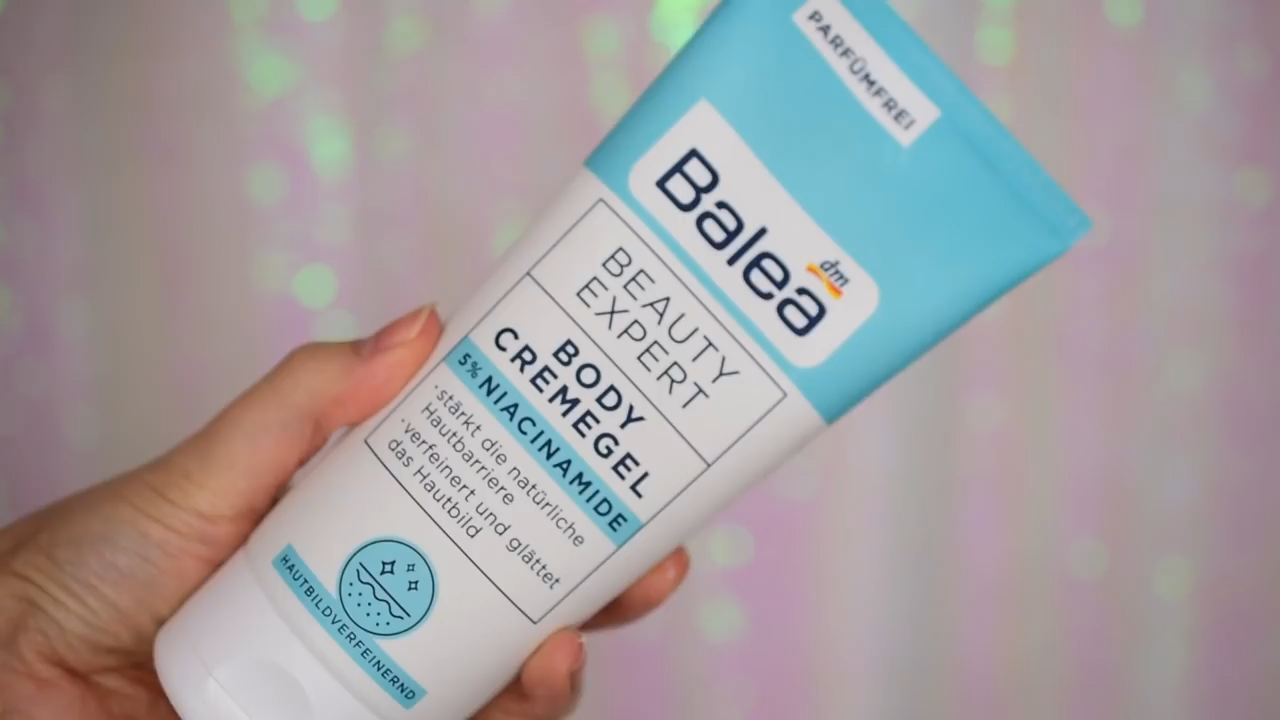 PARFÜMFREI
Balea
dm
BEAUTY
EXPERT
BODY
CREMEGEL
5% NIACINAMIDE
·stärkt die natürliche
Hautbarriere
·verfeinert und glättet
das Hautbild
HAUTBILDVERFEINERND